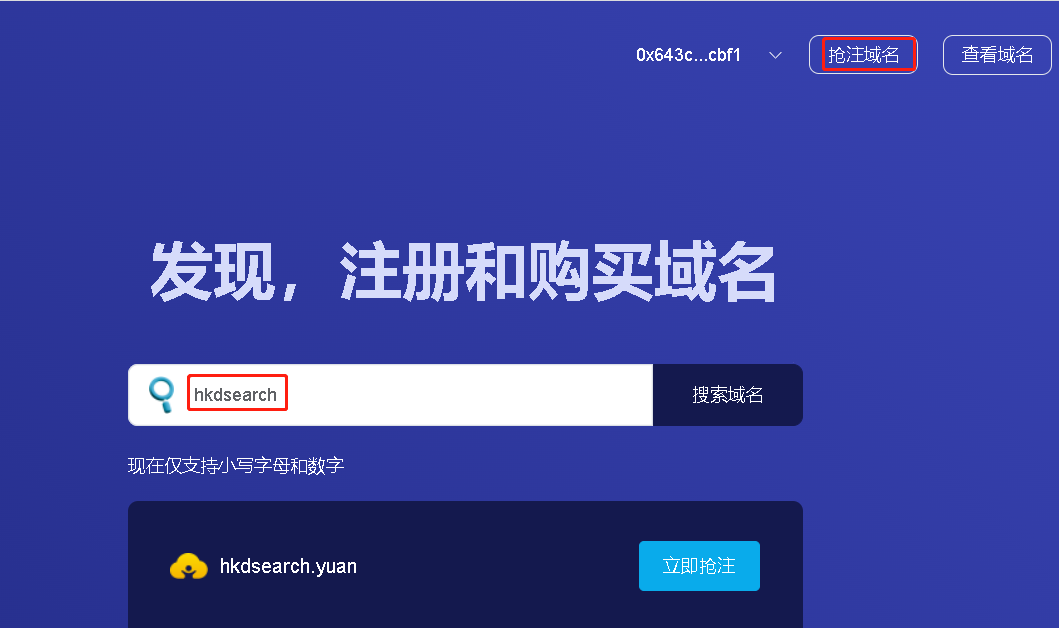 0x643c...cbf1 抢注域名 查看域名
发现，注册和购买域名
hkdsearch 搜索域名
现在仅支持小写字母和数字
hkdsearch.yuan 立即抢注